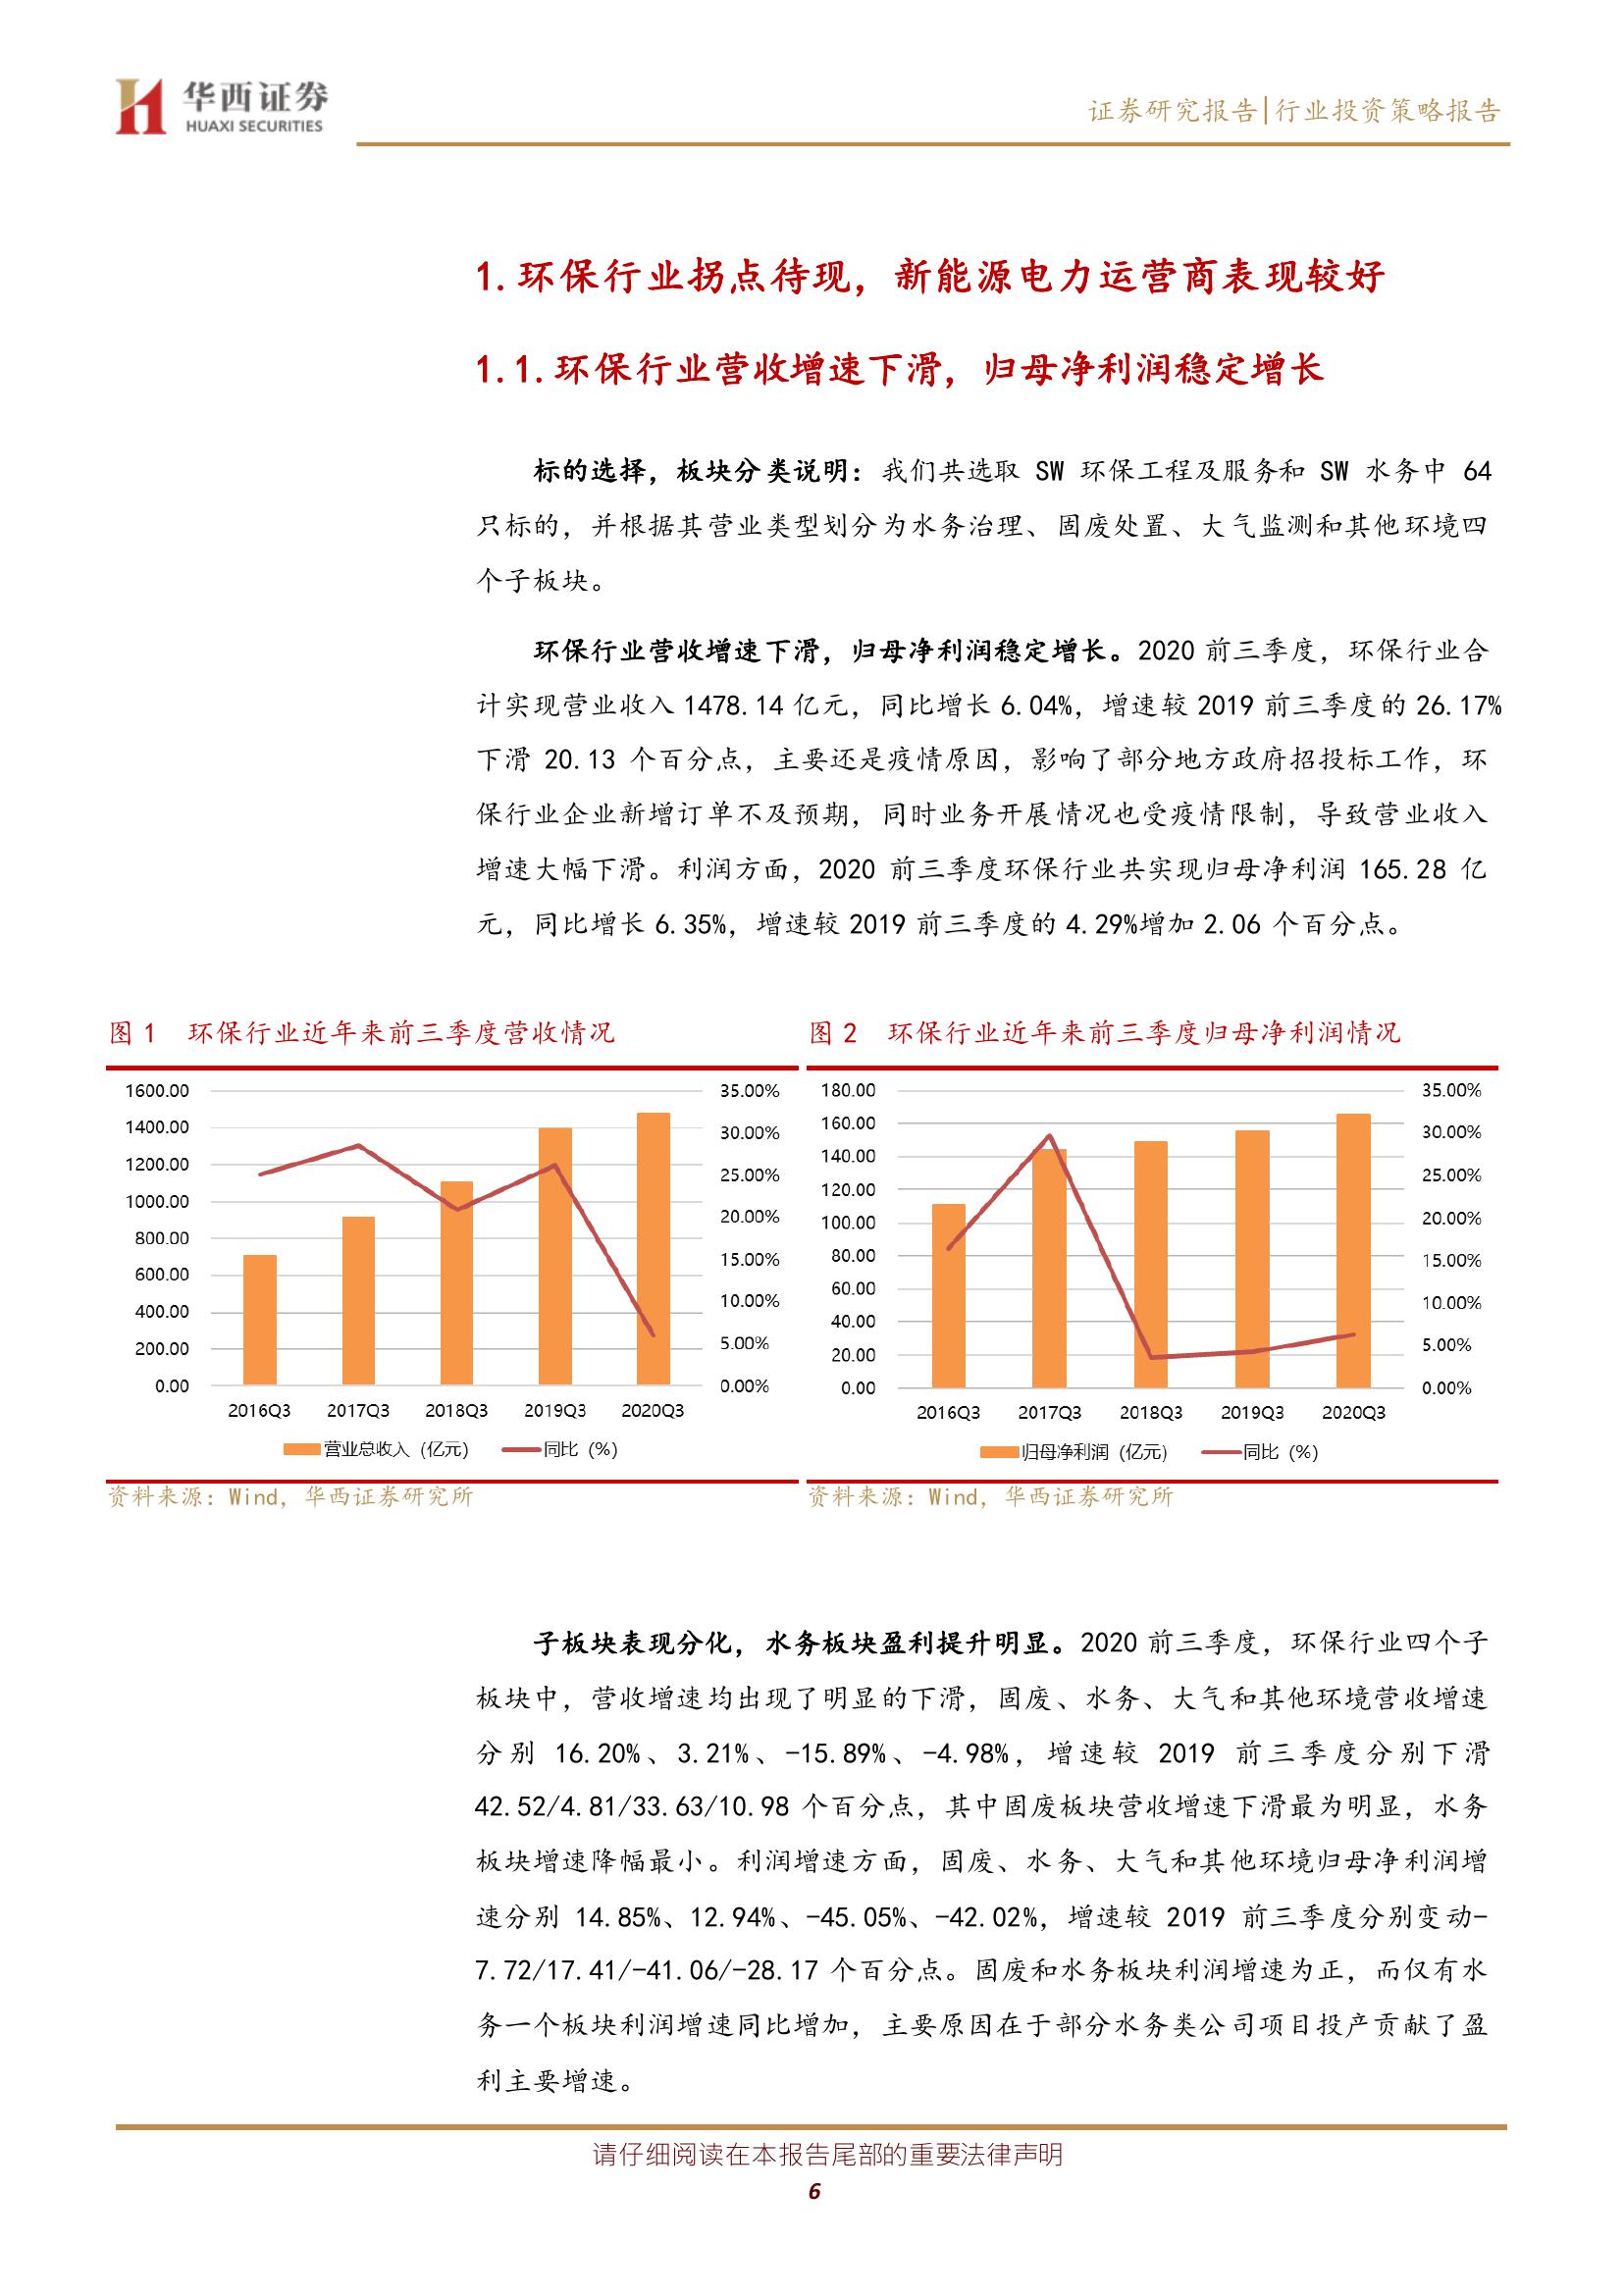 华西证券
HUAXI SECURITIES
证券研究报告|行业投资策略报告
1.环保行业拐点待现，新能源电力运营商表现较好
1.1.环保行业营收增速下滑，归母净利润稳定增长
标的选择，板块分类说明：我们共选取 SW 环保工程及服务和 SW 水务中 64
只标的，并根据其营业类型划分为水务治理、固废处置、大气监测和其他环境四
个子板块。
环保行业营收增速下滑，归母净利润稳定增长。2020 前三季度，环保行业合
计实现营业收入 1478.14 亿元，同比增长 6.04%，增速较 2019 前三季度的 26.17%
下滑 20.13 个百分点，主要还是疫情原因，影响了部分地方政府招投标工作，环
保行业企业新增订单不及预期，同时业务开展情况也受疫情限制，导致营业收入
增速大幅下滑。利润方面，2020 前三季度环保行业共实现归母净利润 165.28 亿
元，同比增长 6.35%，增速较 2019 前三季度的 4.29%增加 2.06 个百分点。
图 1 环保行业近年来前三季度营收情况
1600.00
1400.00
1200.00
1000.00
800.00
600.00
400.00
200.00
0.00
35.00%
30.00%
25.00%
20.00%
15.00%
10.00%
5.00%
0.00%
2016Q3 2017Q3 2018Q3 2019Q3 2020Q3
营业总收入（亿元） 同比（%）
资料来源：Wind，华西证券研究所
图 2 环保行业近年来前三季度归母净利润情况
180.00
160.00
140.00
120.00
100.00
80.00
60.00
40.00
20.00
0.00
35.00%
30.00%
25.00%
20.00%
15.00%
10.00%
5.00%
0.00%
2016Q3 2017Q3 2018Q3 2019Q3 2020Q3
归母净利润（亿元） 同比（%）
资料来源：Wind，华西证券研究所
子板块表现分化，水务板块盈利提升明显。2020 前三季度，环保行业四个子
板块中，营收增速均出现了明显的下滑，固废、水务、大气和其他环境营收增速
分别 16.20%、3.21%、-15.89%、-4.98%，增速较 2019 前三季度分别下滑
42.52/4.81/33.63/10.98 个百分点，其中固废板块营收增速下滑最为明显，水务
板块增速降幅最小。利润增速方面，固废、水务、大气和其他环境归母净利润增
速分别 14.85%、12.94%、-45.05%、-42.02%，增速较 2019 前三季度分别变动-
7.72/17.41/-41.06/-28.17 个百分点。固废和水务板块利润增速为正，而仅有水
务一个板块利润增速同比增加，主要原因在于部分水务类公司项目投产贡献了盈
利主要增速。
请仔细阅读在本报告尾部的重要法律声明
6